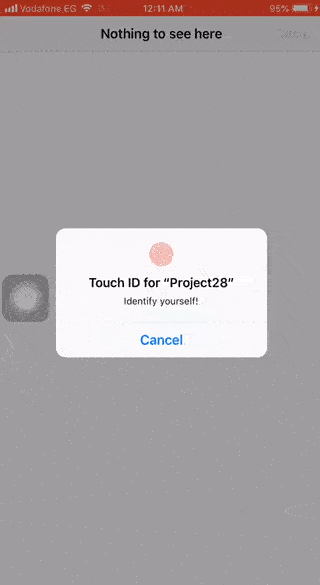 Vodafone EG 12:11 AM 95%
Nothing to see here
Touch ID for “Project28”
Identify yourself!
Cancel